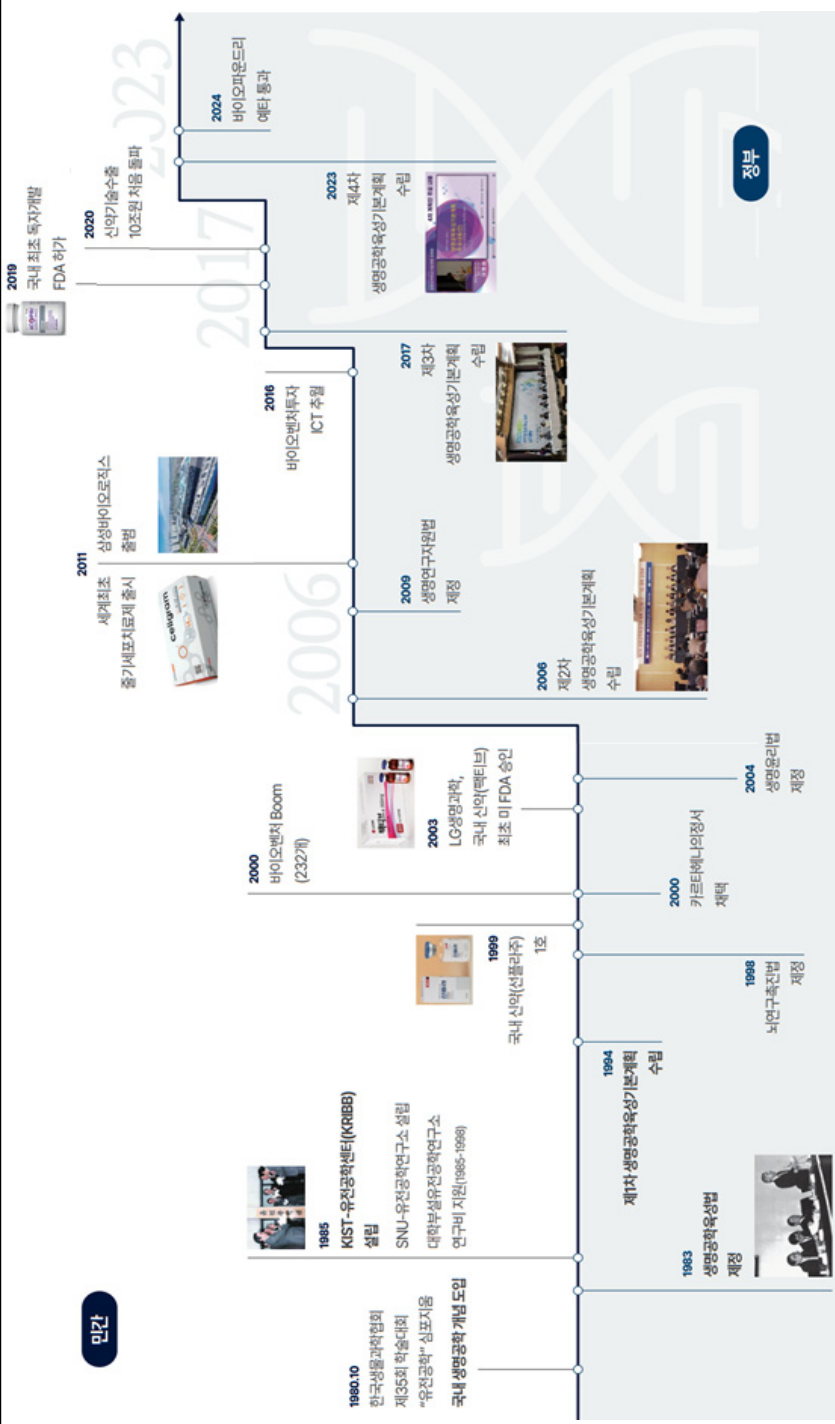 민간
1980.10
한국생물과학협회
제35회 학술대회
"유전공학" 심포지움
국내 생명공학 개념 도입
1985
KIST-유전공학센터(KRIBB)
설립
SNU-유전공학연구소 설립
대학부설유전공학연구소
연구비 지원(1985-1998)
1999
국내 신약(선플라주)
1호
2000
바이오벤처 Boom
(232개)
2003
LG생명과학,
국내 신약(팩티브)
최초 미 FDA 승인
2006
2011
세계최초
줄기세포치료제 출시
cellgram
삼성바이오로직스
출범
2016
바이오벤처투자
ICT 추월
2017
2019
국내 최초 독자개발
FDA 허가
2020
신약기술수출
10조원 처음 돌파
2023
정부
1983
생명공학육성법
제정
1994
제1차 생명공학육성기본계획
수립
1998
뇌연구촉진법
제정
2000
카르타헤나의정서
채택
2004
생명윤리법
제정
2006
제2차
생명공학육성기본계획
수립
2009
생명연구자원법
제정
2017
제3차
생명공학육성기본계획
수립
2023
제4차
생명공학육성기본계획
수립
2024
바이오파운드리
예타 통과